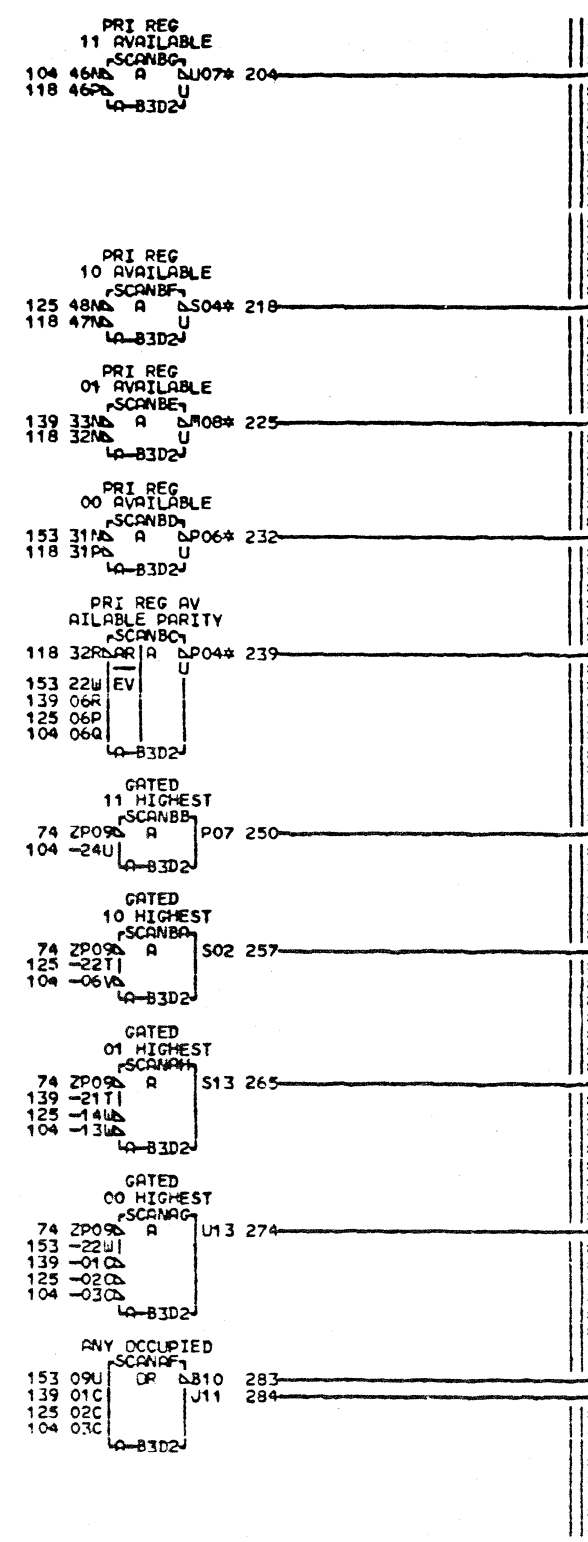 PRI REG
11 AVAILABLE
SCANBG
104 46N A U07* 204
118 46P U
A-B3D2
PRI REG
10 AVAILABLE
SCANBF
125 48N A S04* 218
118 47N U
A-B3D2
PRI REG
01 AVAILABLE
SCANBE
139 33N A M08* 225
118 32N U
A-B3D2
PRI REG
00 AVAILABLE
SCANBD
153 31N A P06* 232
118 31P U
A-B3D2
PRI REG AV
AILABLE PARITY
SCANBC
118 32R AR A P04* 239
U
153 22W EV
139 06R
125 06P
104 06Q
A-B3D2
GATED
11 HIGHEST
SCANBB
74 ZP09 A P07 250
104 -24U
A-B3D2
GATED
10 HIGHEST
SCANBA
74 ZP09 A S02 257
125 -22T
104 -06V
A-B3D2
GATED
01 HIGHEST
SCANAH
74 ZP09 A S13 265
139 -21T
125 -14W
104 -13W
A-B3D2
GATED
00 HIGHEST
SCANAG
74 ZP09 A U13 274
153 -22W
139 -01C
125 -02C
104 -03C
A-B3D2
ANY OCCUPIED
SCANAF
153 09U OR B10 283
139 01C J11 284
125 02C
104 03C
A-B3D2